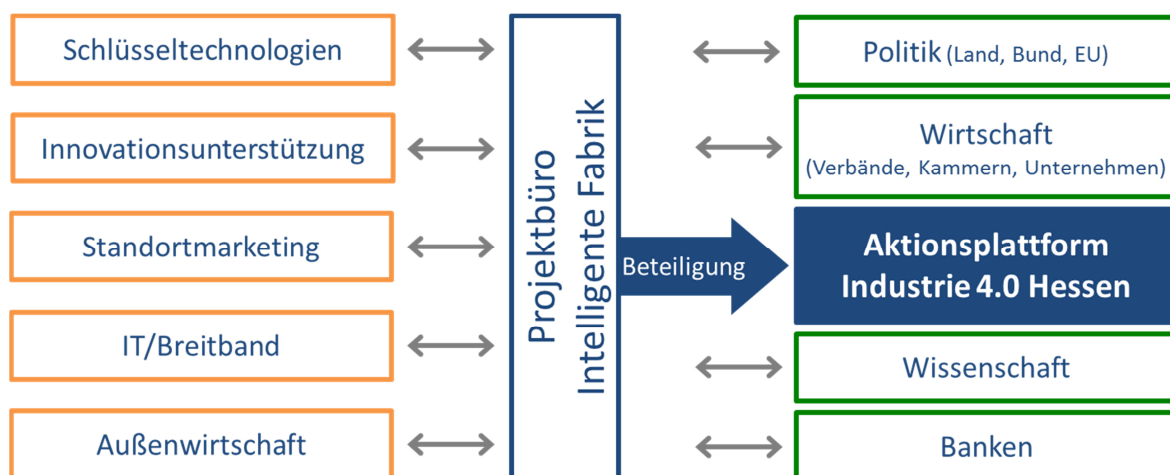 Schlüsseltechnologien
Innovationsunterstützung
Standortmarketing
IT/Breitband
Außenwirtschaft
Projektbüro
Intelligente Fabrik
Beteiligung
Politik (Land, Bund, EU)
Wirtschaft
(Verbände, Kammern, Unternehmen)
Aktionsplattform
Industrie 4.0 Hessen
Wissenschaft
Banken